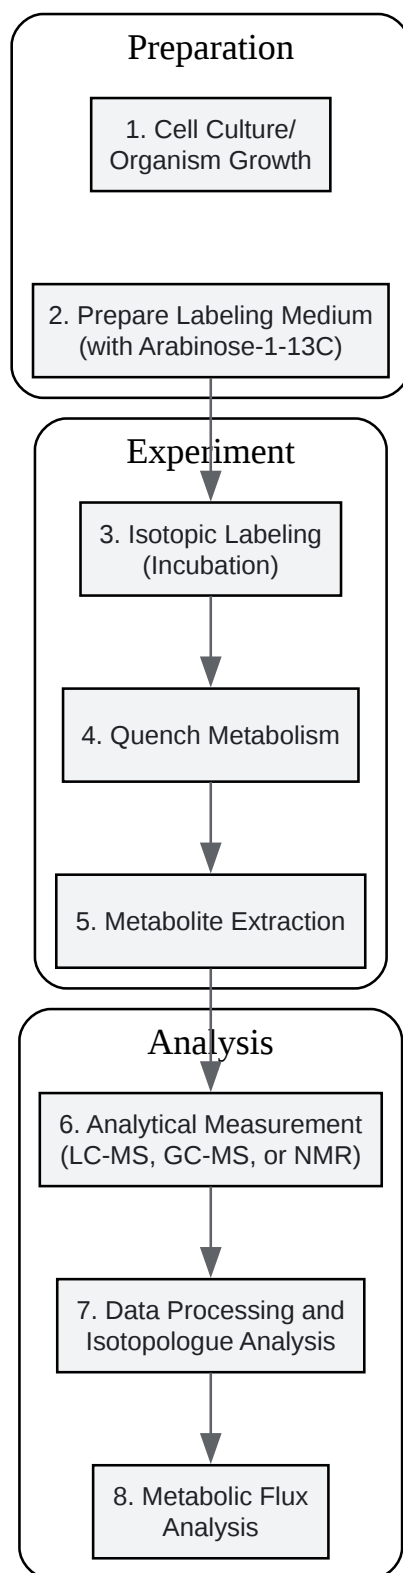 Preparation
1. Cell Culture/
Organism Growth
2. Prepare Labeling Medium
(with Arabinose-1-13C)
Experiment
3. Isotopic Labeling
(Incubation)
4. Quench Metabolism
5. Metabolite Extraction
Analysis
6. Analytical Measurement
(LC-MS, GC-MS, or NMR)
7. Data Processing and
Isotopologue Analysis
8. Metabolic Flux
Analysis